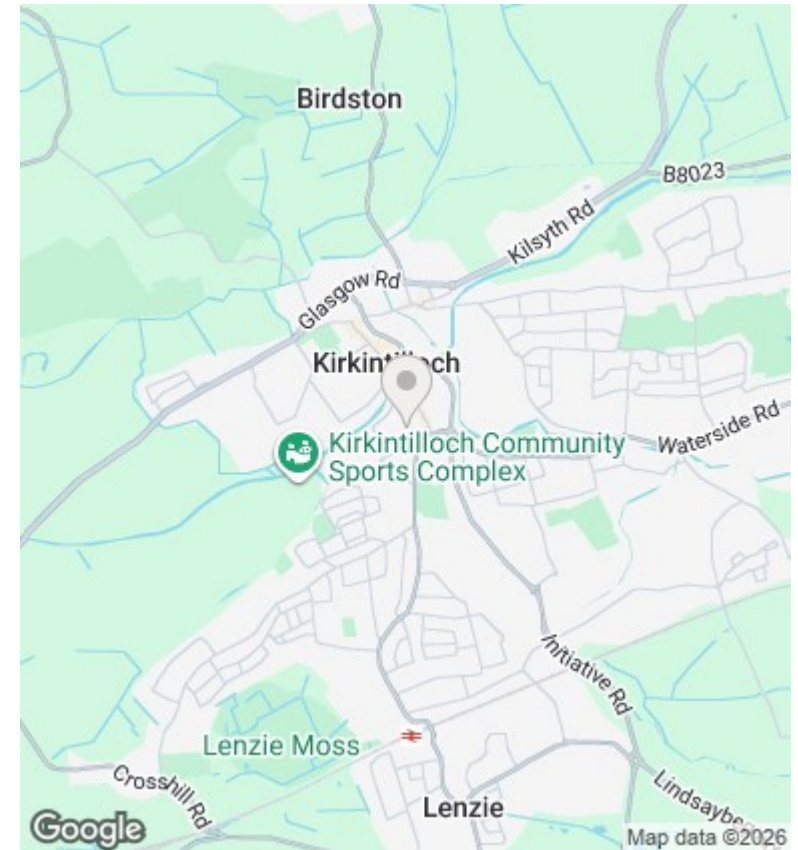 Birdston
B8023
Kilsyth Rd
Glasgow Rd
Kirkintilloch
Waterside Rd
Kirkintilloch Community
Sports Complex
Initiative Rd
Lenzie Moss
Crosshill Rd
Lenzie
Google
Map data ©2026